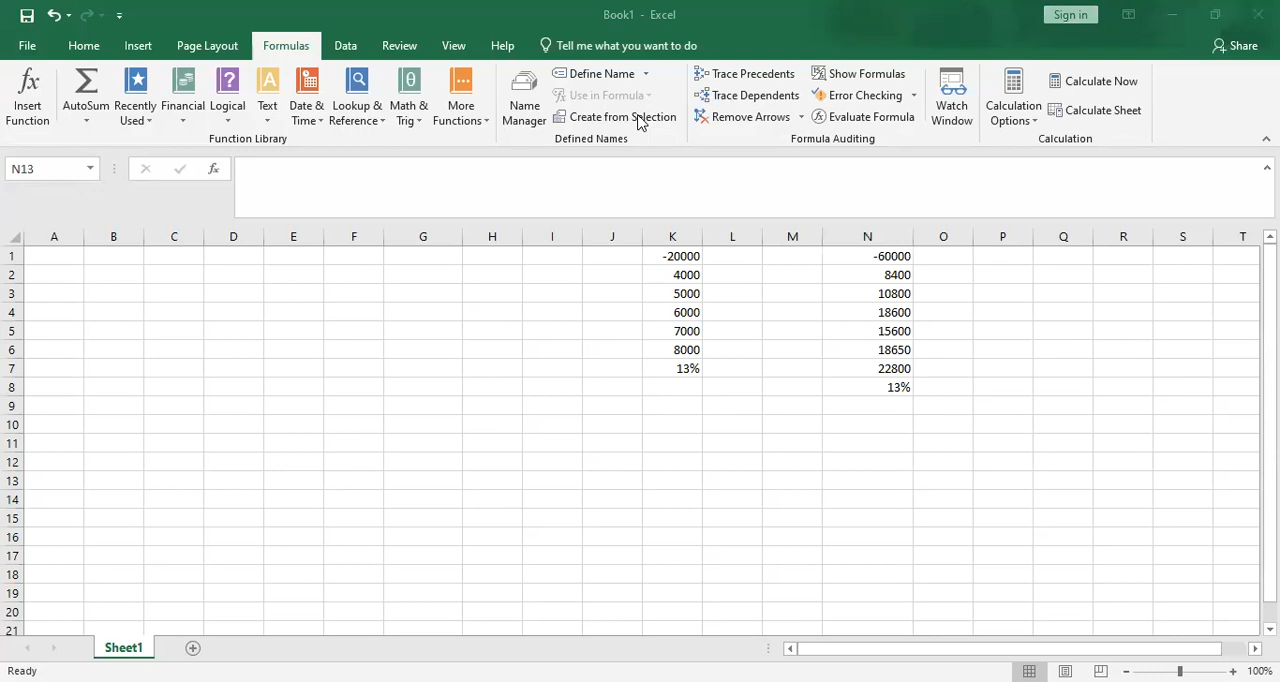 Book1 - Excel
Sign in
File Home Insert Page Layout Formulas Data Review View Help Tell me what you want to do Share
Insert Function
AutoSum
Recently Used
Financial
Logical
Text
Date & Time
Lookup & Reference
Math & Trig
More Functions
Function Library
Name Manager
Define Name
Use in Formula
Create from Selection
Defined Names
Trace Precedents
Trace Dependents
Remove Arrows
Show Formulas
Error Checking
Evaluate Formula
Formula Auditing
Watch Window
Calculation Options
Calculate Now
Calculate Sheet
Calculation
N13
fx
A B C D E F G H I J K L M N O P Q R S T
1 -20000 -60000
2 4000 8400
3 5000 10800
4 6000 18600
5 7000 15600
6 8000 18650
7 13% 22800
8 13%
9
10
11
12
13
14
15
16
17
18
19
20
21
Sheet1
Ready
100%